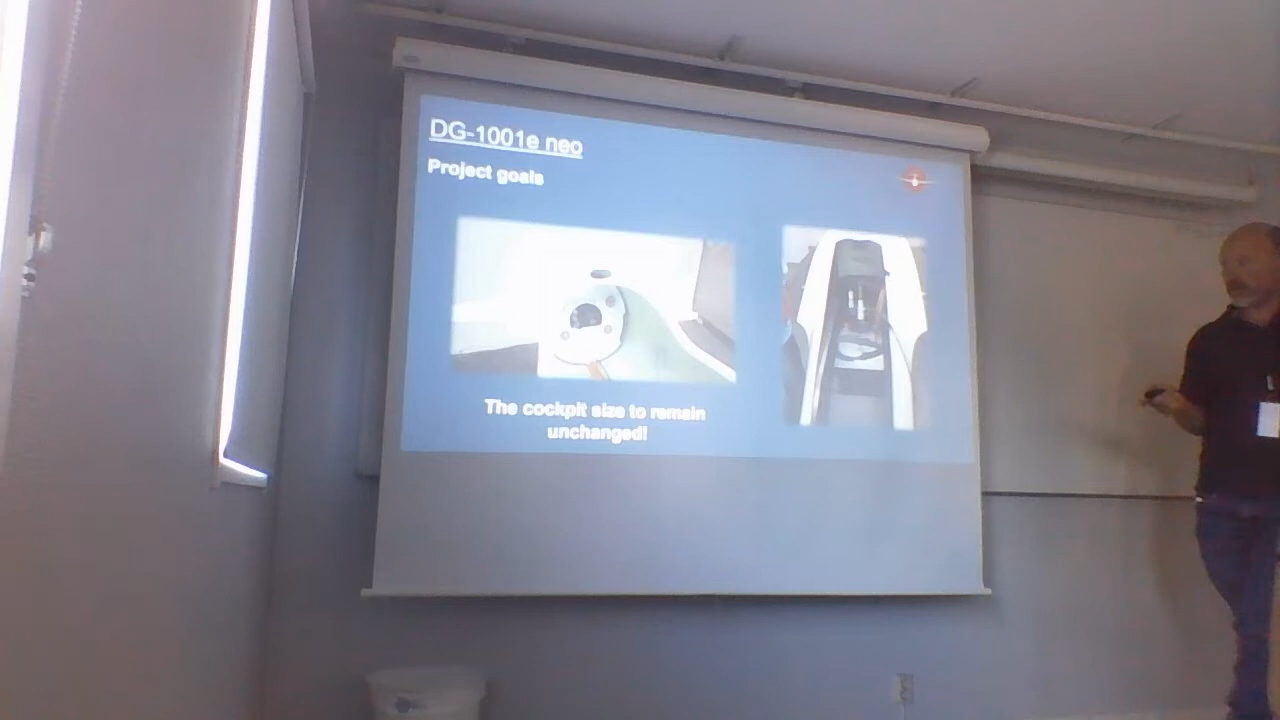 DG-1001e neo
Project goals
The cockpit size to remain
unchanged!